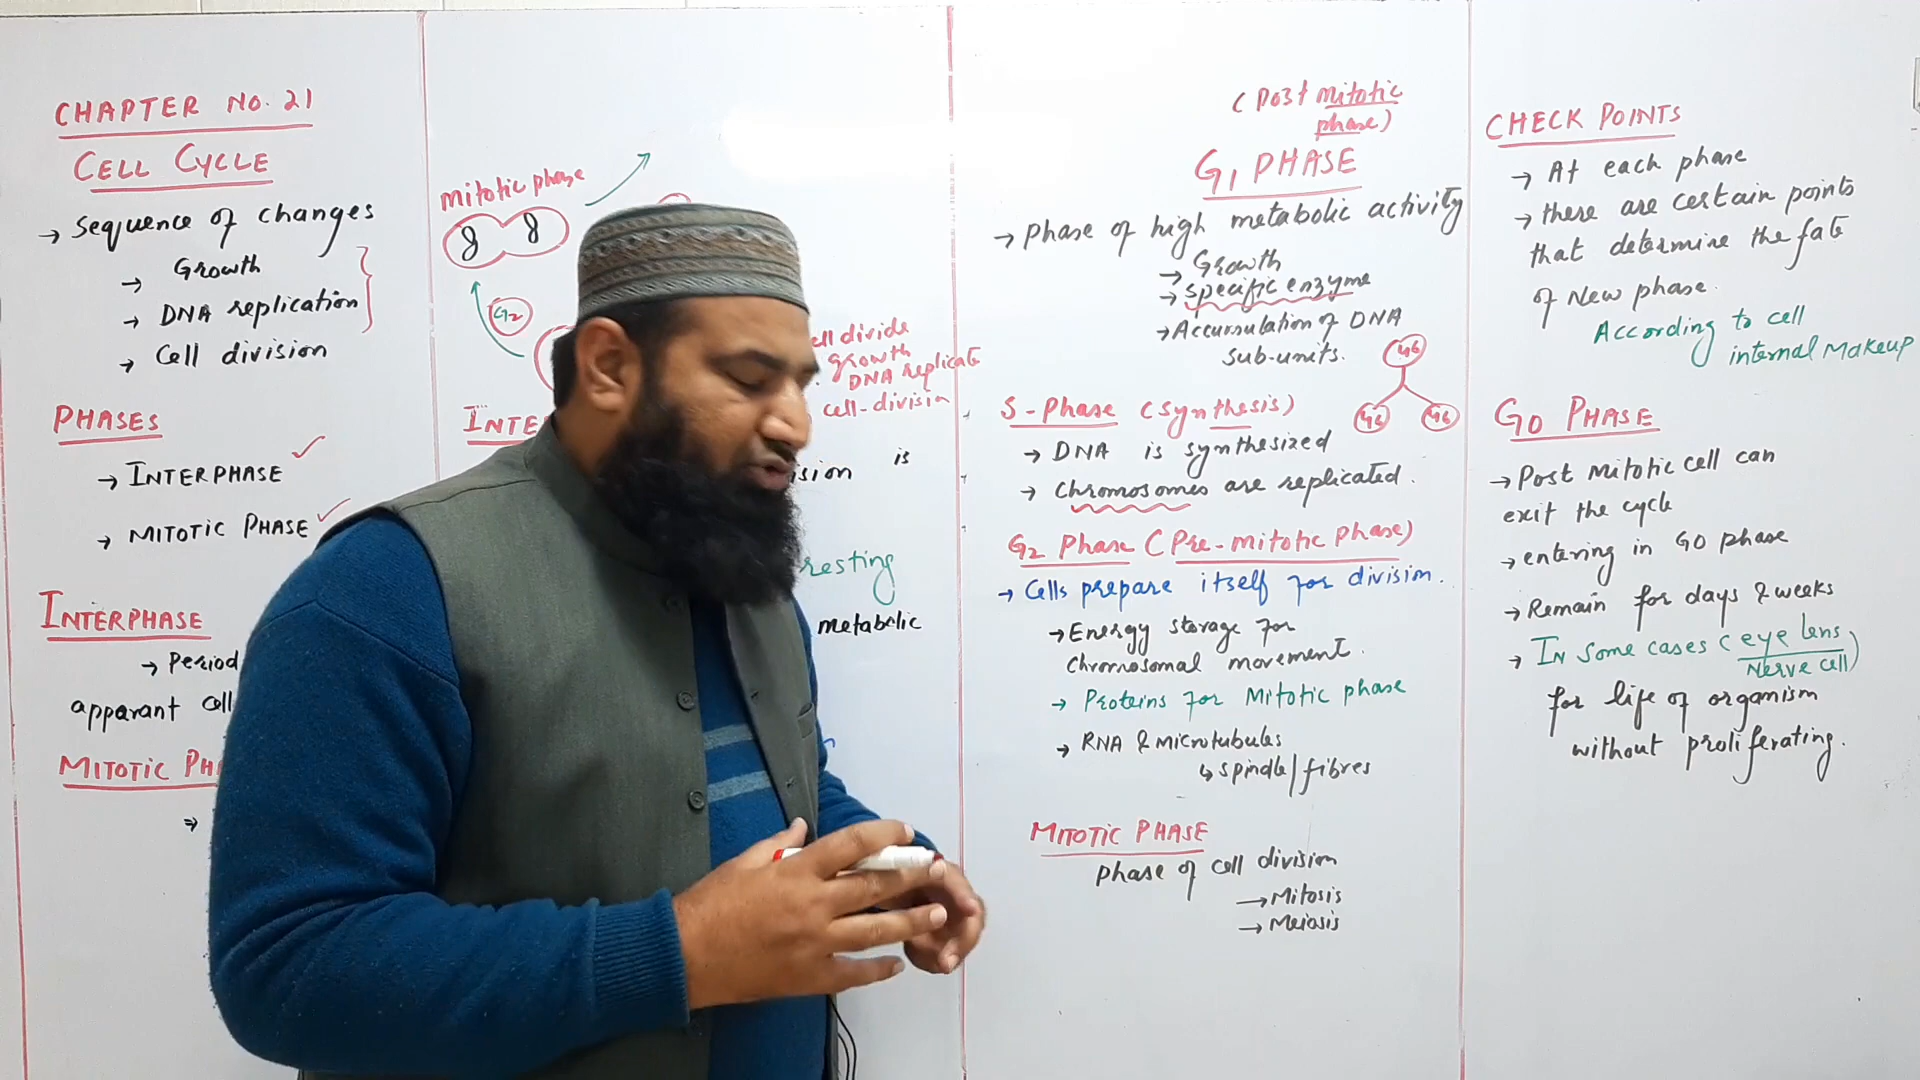 CHAPTER NO. 21
CELL CYCLE
→ Sequence of changes
→ Growth
→ DNA replication
→ Cell division
PHASES
→ INTERPHASE ✓
→ MITOTIC PHASE ✓
INTERPHASE
→ Period
apparant cell
MITOTIC PHA
⇒
mitotic phase
G2
ell divide
growth
DNA replicate
cell-division
INTE
ision is
resting
metabolic
(Post mitotic
phase)
G1 PHASE
→ Phase of high metabolic activity
→ Growth
→ specific enzyme
→ Accumulation of DNA
sub-units.
46
46 46
S-Phase (synthesis)
→ DNA is synthesized
→ chromosomes are replicated.
G2 Phase (Pre-mitotic phase)
→ Cells prepare itself for division.
→ Energy storage for
chromosomal movement.
→ Proteins for Mitotic phase
→ RNA & microtubules
↳ spindle/fibres
MITOTIC PHASE
phase of cell division
→ Mitosis
→ Meiosis
CHECK POINTS
→ At each phase
→ there are certain points
that determine the fate
of New phase.
According to cell
internal Makeup
G0 PHASE
→ Post Mitotic cell can
exit the cycle
→ entering in G0 phase
→ Remain for days & weeks
→ In some cases (eye lens
Nerve cell)
for life of organism
without proliferating.